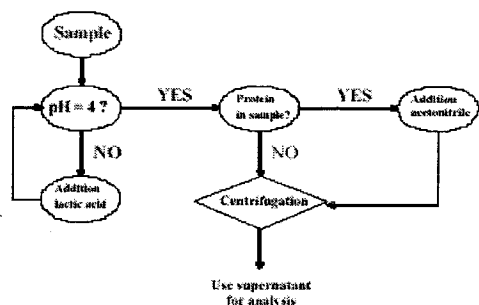 Sample
pH = 4 ?
YES
Protein
in sample?
YES
Addition
acetonitrile
NO
NO
Addition
lactic acid
Centrifugation
Use supernatant
for analysis